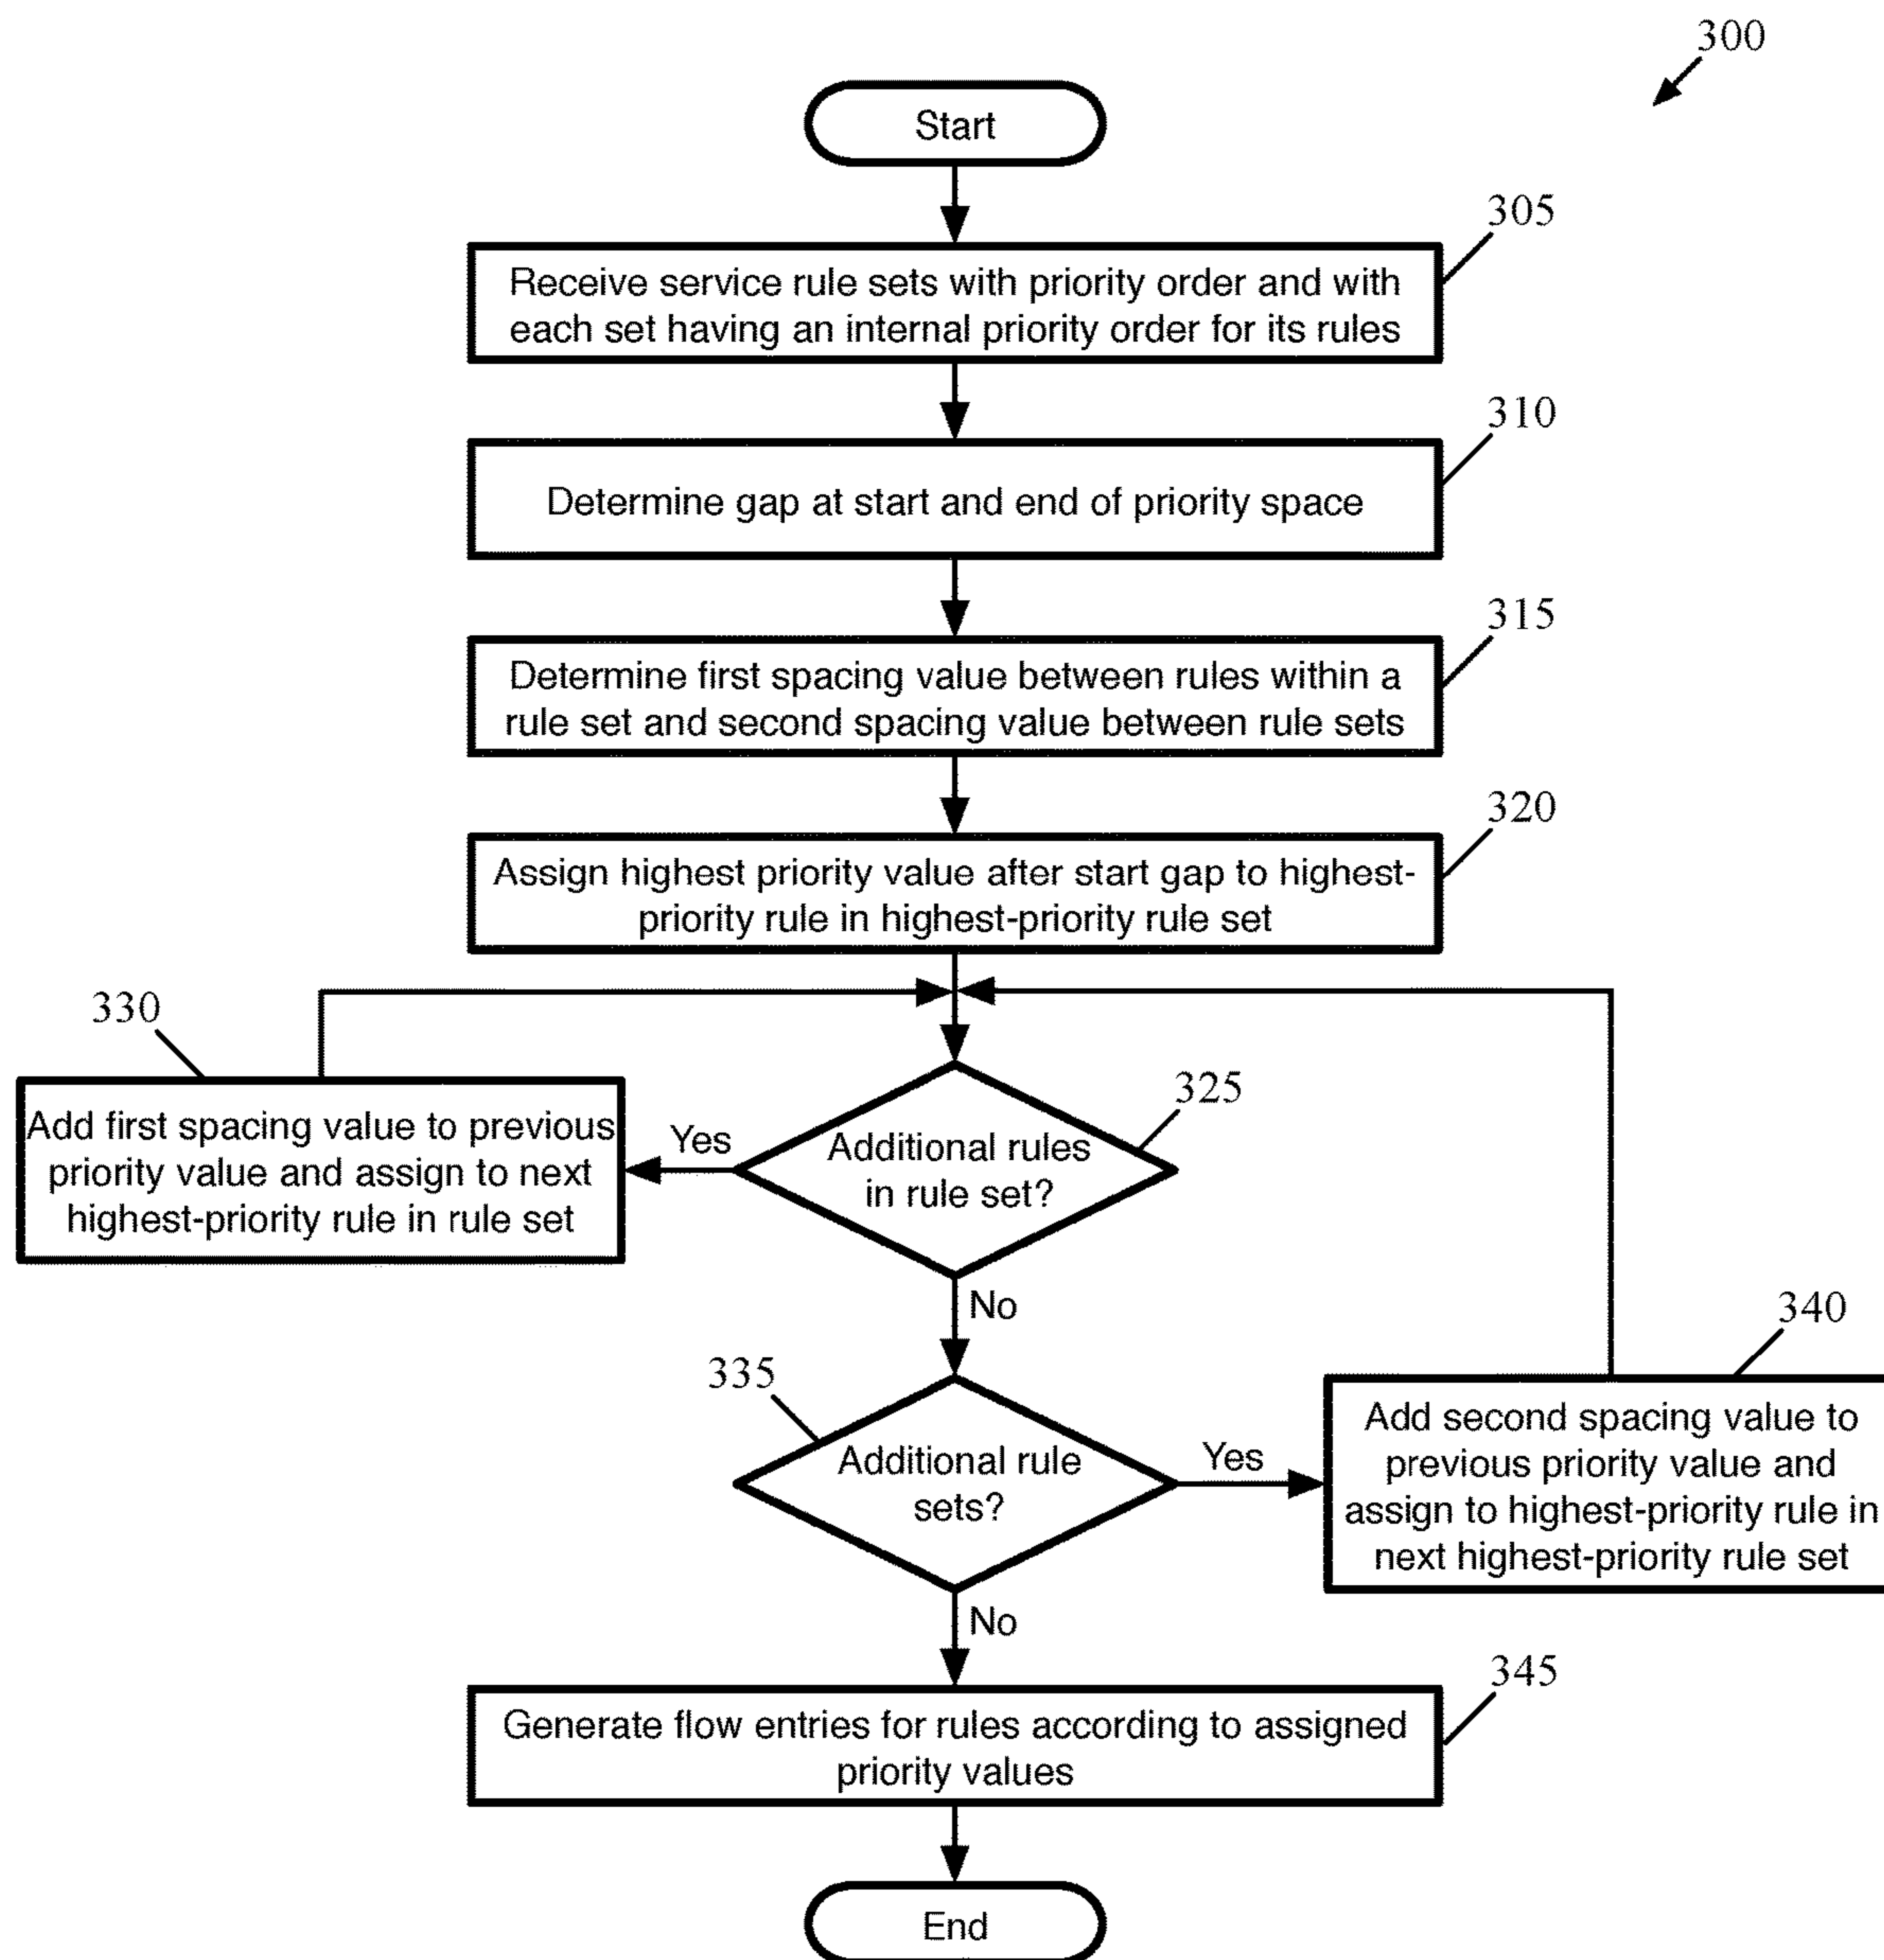 300
Start
305
Receive service rule sets with priority order and with
each set having an internal priority order for its rules
310
Determine gap at start and end of priority space
315
Determine first spacing value between rules within a
rule set and second spacing value between rule sets
320
Assign highest priority value after start gap to highest-
priority rule in highest-priority rule set
330
Add first spacing value to previous
priority value and assign to next
highest-priority rule in rule set
Yes
325
Additional rules
in rule set?
No
335
Additional rule
sets?
Yes
340
Add second spacing value to
previous priority value and
assign to highest-priority rule in
next highest-priority rule set
No
345
Generate flow entries for rules according to assigned
priority values
End